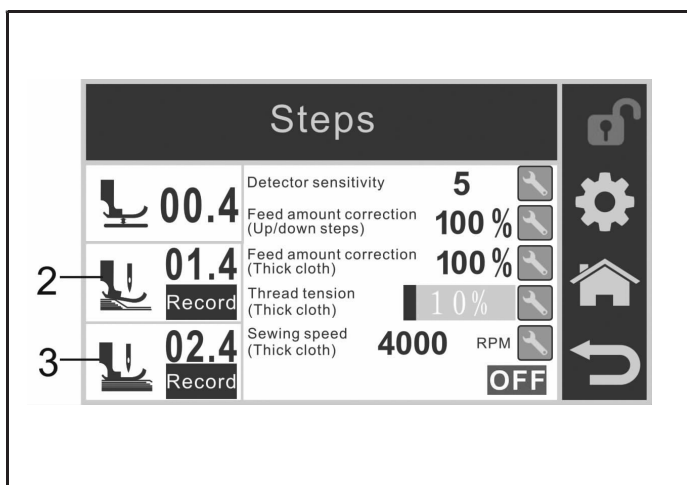 Steps
00.4
2
01.4
Record
3
02.4
Record
Detector sensitivity 5
Feed amount correction
(Up/down steps) 100 %
Feed amount correction
(Thick cloth) 100 %
Thread tension
(Thick cloth) 10%
Sewing speed
(Thick cloth) 4000 RPM
OFF